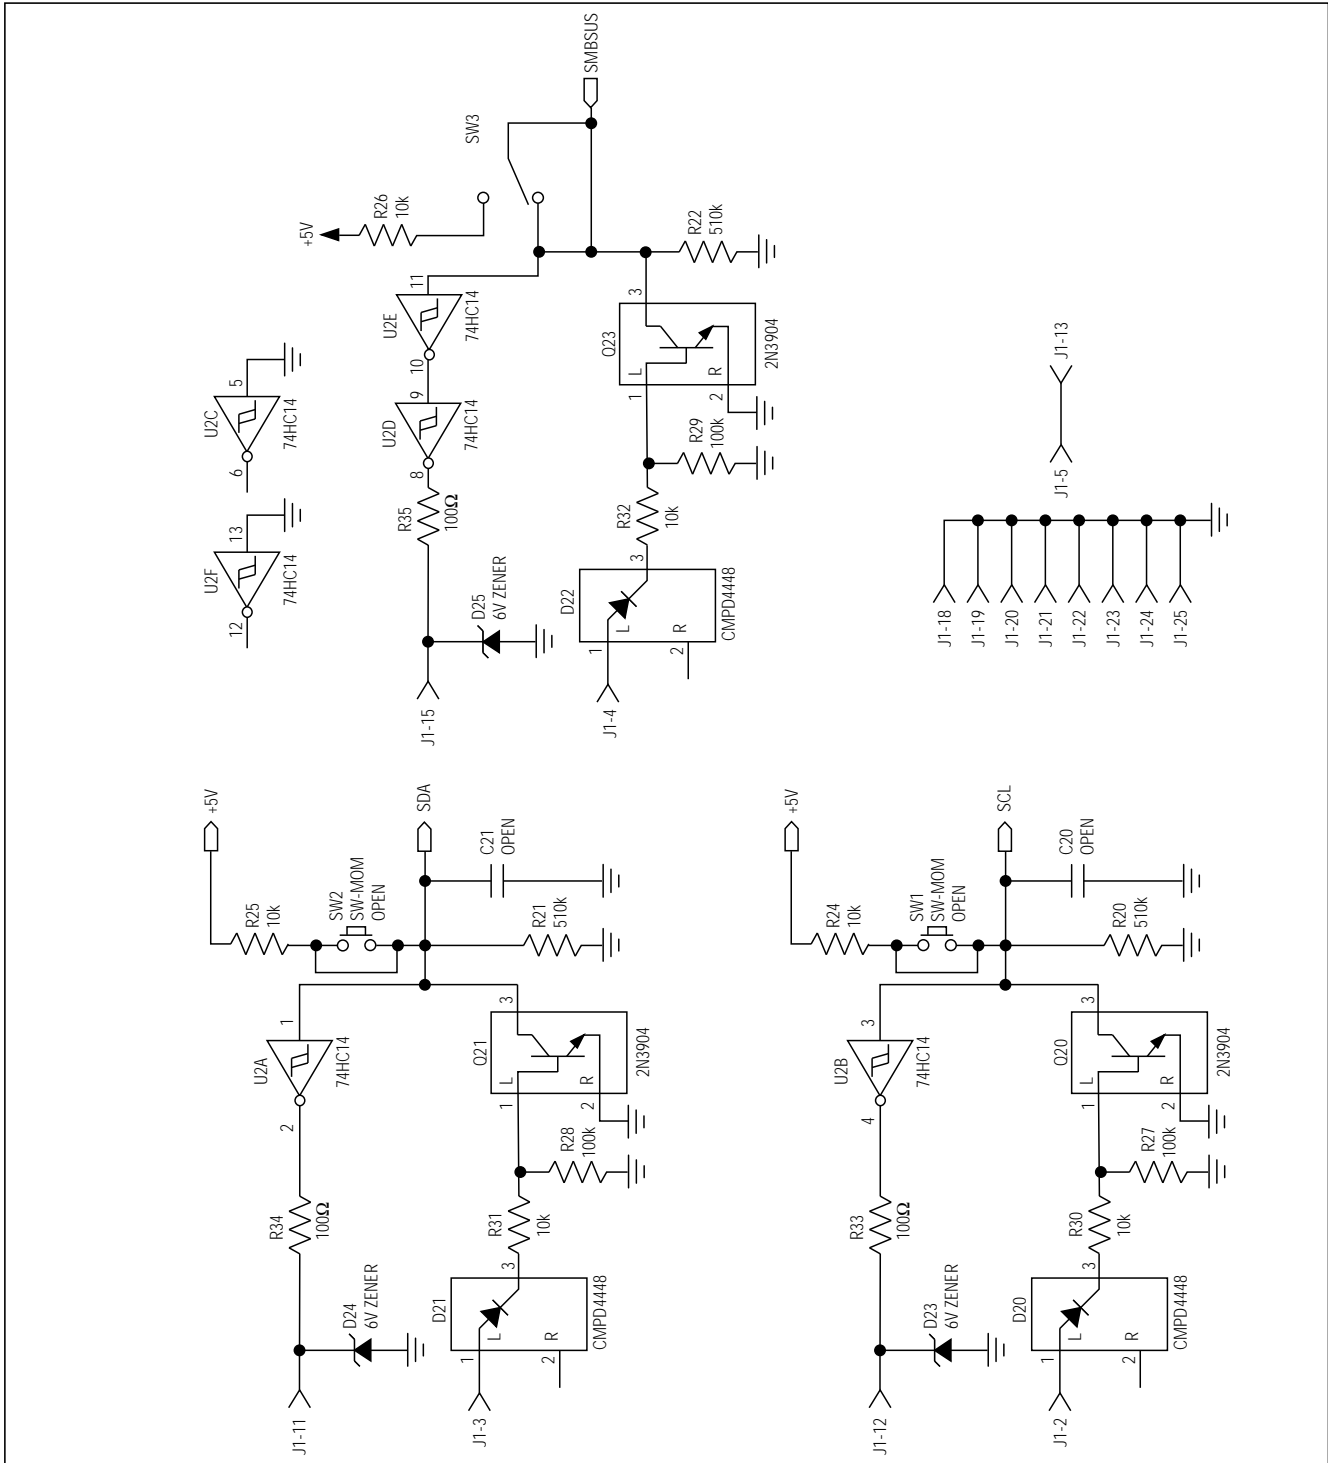 SMBSUS
SW3
R26
10k
+5V
R22
510k
11
U2E
74HC14
10
3
Q23
L
R
2N3904
1
2
U2C
5
74HC14
6
9
U2D
74HC14
8
R29
100k
R35
100Ω
R32
10k
U2F
13
74HC14
12
D25
6V ZENER
3
D22
L
R
CMPD4448
1
2
J1-15
J1-4
J1-13
J1-5
J1-18
J1-19
J1-20
J1-21
J1-22
J1-23
J1-24
J1-25
+5V
SDA
C21
OPEN
R25
10k
SW2
SW-MOM
OPEN
R21
510k
1
U2A
74HC14
2
3
Q21
L
R
2N3904
1
2
R28
100k
R34
100Ω
R31
10k
D24
6V ZENER
3
D21
L
R
CMPD4448
1
2
J1-11
J1-3
+5V
SCL
C20
OPEN
R24
10k
SW1
SW-MOM
OPEN
R20
510k
3
U2B
74HC14
4
3
Q20
L
R
2N3904
1
2
R27
100k
R33
100Ω
R30
10k
D23
6V ZENER
3
D20
L
R
CMPD4448
1
2
J1-12
J1-2